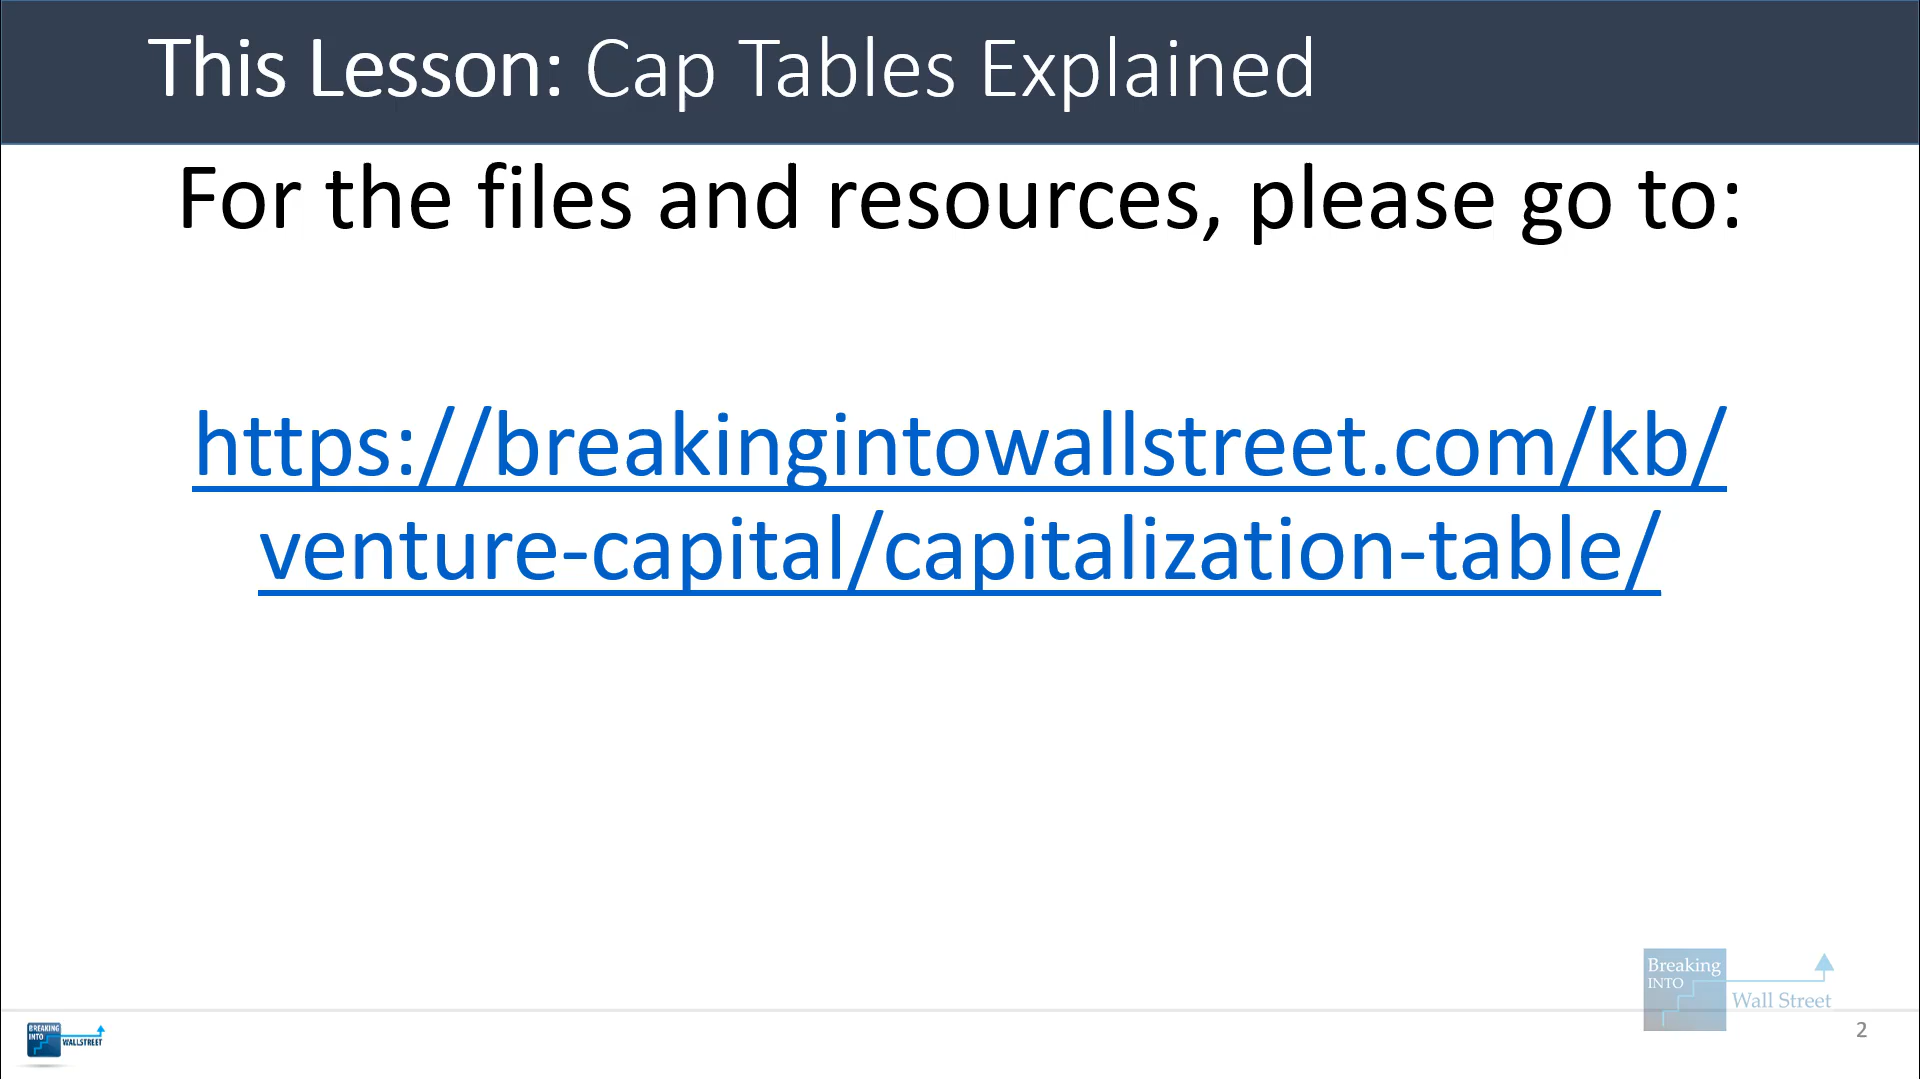 This Lesson: Cap Tables Explained
For the files and resources, please go to:
https://breakingintowallstreet.com/kb/
venture-capital/capitalization-table/
Breaking
INTO
Wall Street
BREAKING
INTO
WALLSTREET
2